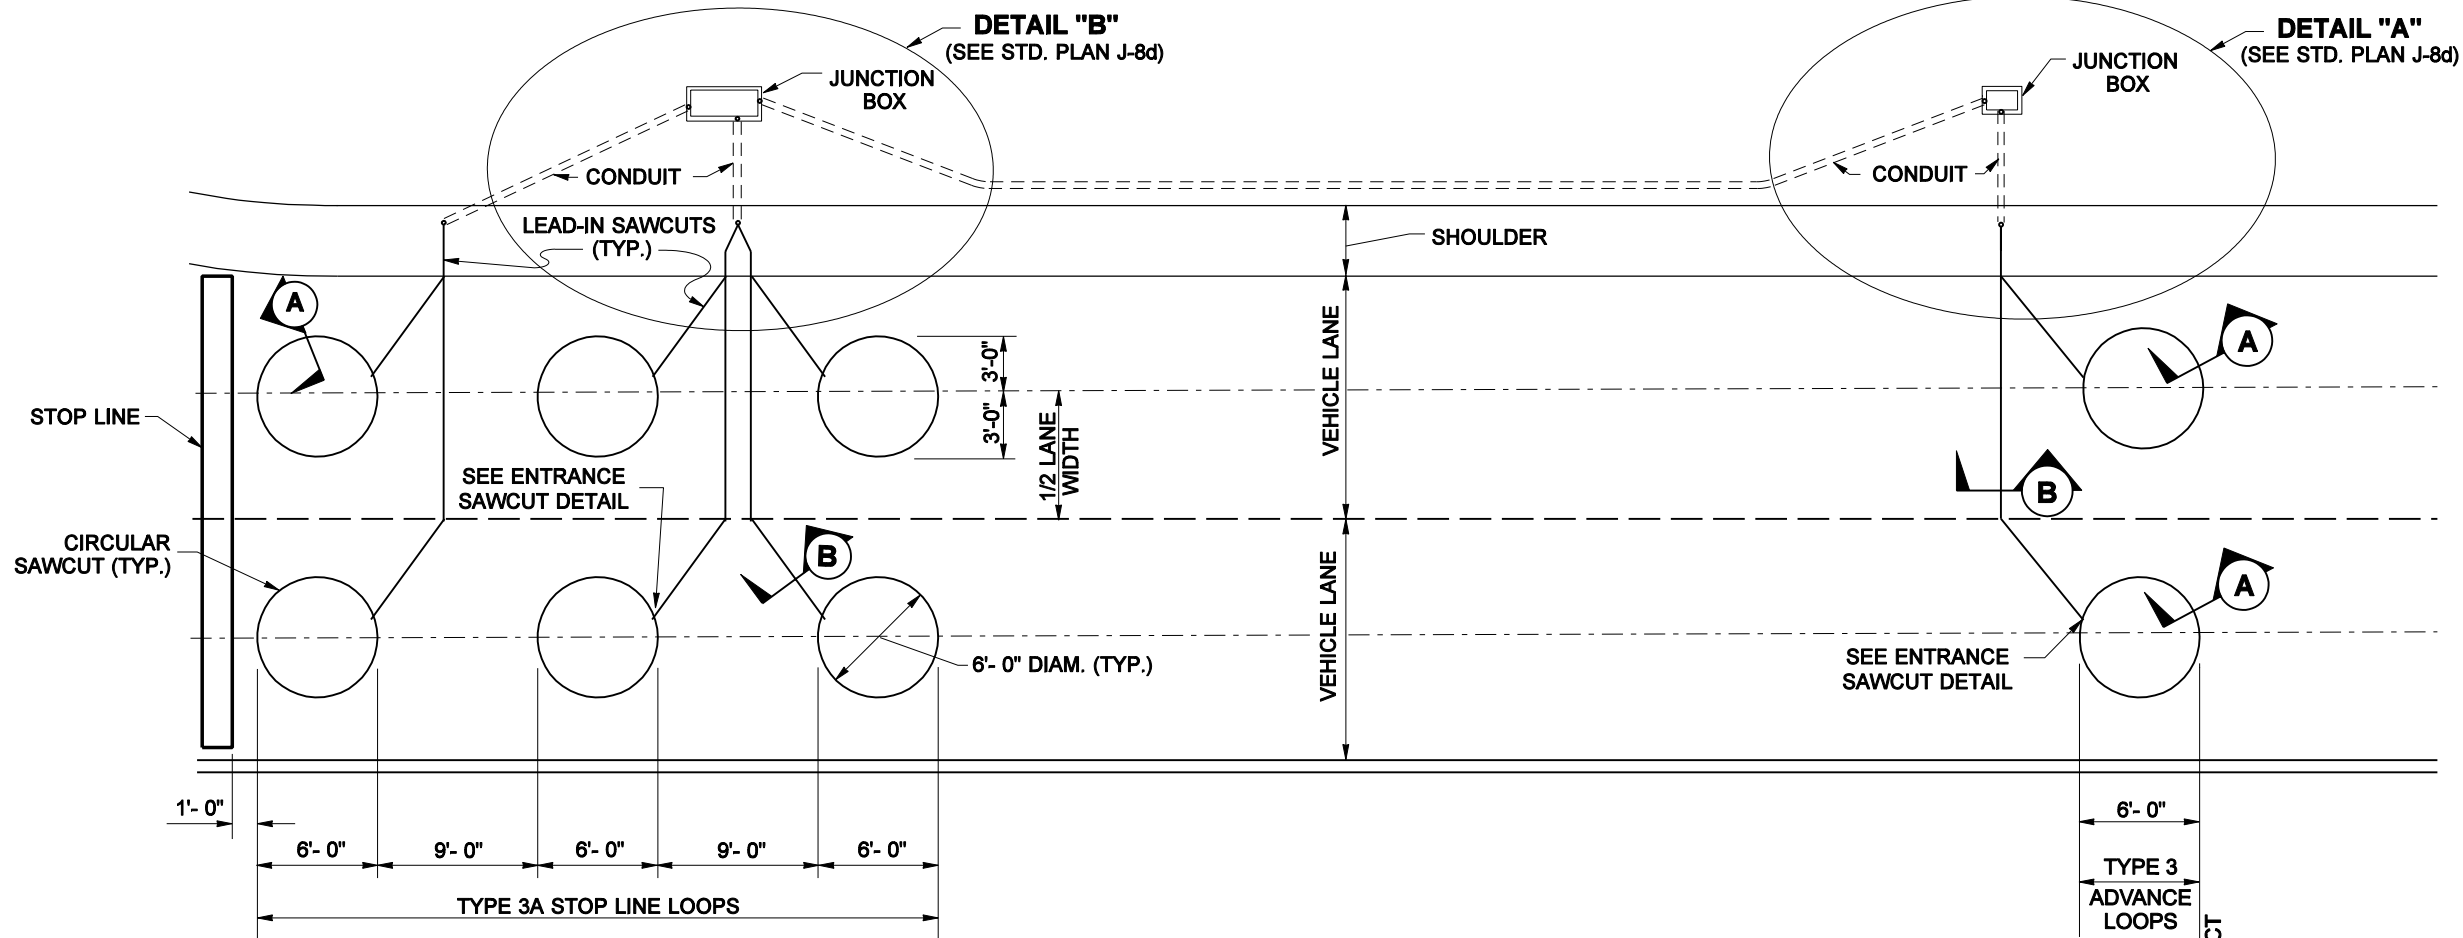 DETAIL "B"
(SEE STD. PLAN J-8d)
DETAIL "A"
(SEE STD. PLAN J-8d)
JUNCTION
BOX
JUNCTION
BOX
CONDUIT
CONDUIT
LEAD-IN SAWCUTS
(TYP.)
SHOULDER
A
A
STOP LINE
3'-0"
3'-0"
1/2 LANE
WIDTH
VEHICLE LANE
SEE ENTRANCE
SAWCUT DETAIL
B
CIRCULAR
SAWCUT (TYP.)
B
A
VEHICLE LANE
6'- 0" DIAM. (TYP.)
SEE ENTRANCE
SAWCUT DETAIL
1'- 0"
6'- 0"
6'- 0"
9'- 0"
6'- 0"
9'- 0"
6'- 0"
TYPE 3A STOP LINE LOOPS
TYPE 3
ADVANCE
LOOPS
CT